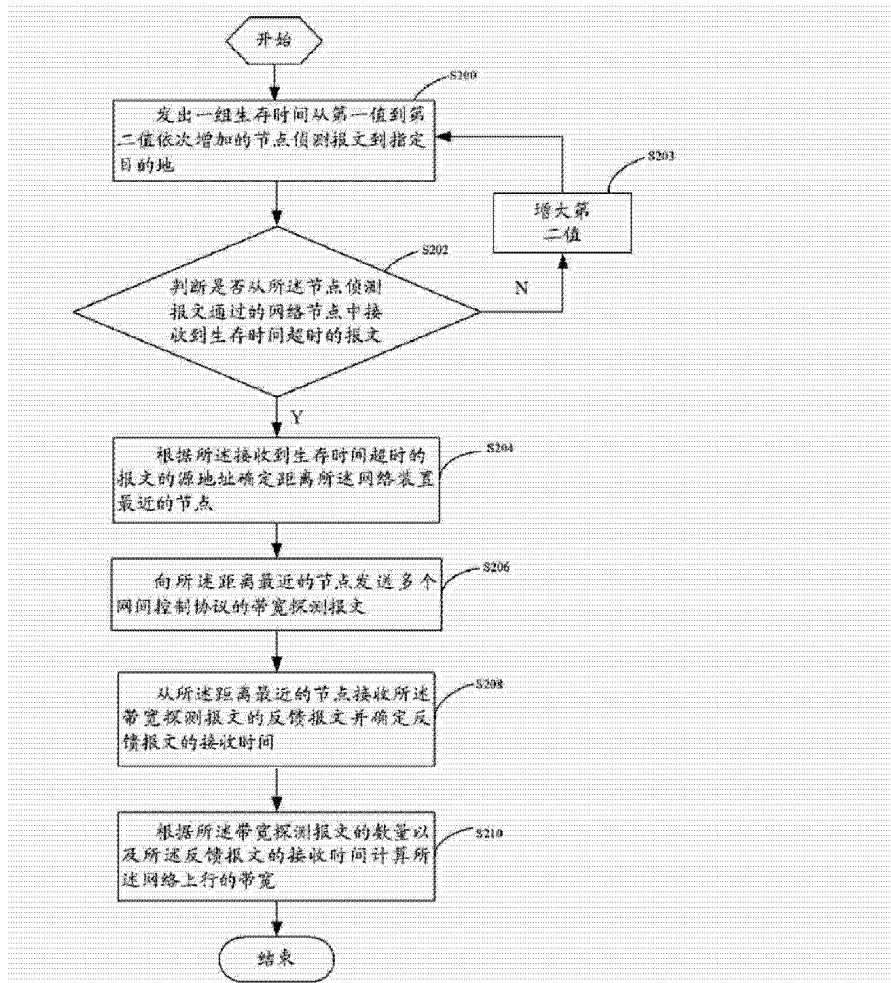 开始
S200
发出一组生存时间从第一值到第
二值依次增加的节点侦测报文到指定
目的地
S203
增大第
二值
S202
判断是否从所述节点侦测
报文通过的网络节点中接
收到生存时间超时的报文
N
Y
S204
根据所述接收到生存时间超时的
报文的源地址确定距离所述网络装置
最近的节点
S206
向所述距离最近的节点发送多个
网间控制协议的带宽探测报文
S208
从所述距离最近的节点接收所述
带宽探测报文的反馈报文并确定反
馈报文的接收时间
S210
根据所述带宽探测报文的数量以
及所述反馈报文的接收时间计算所
述网络上行的带宽
结束